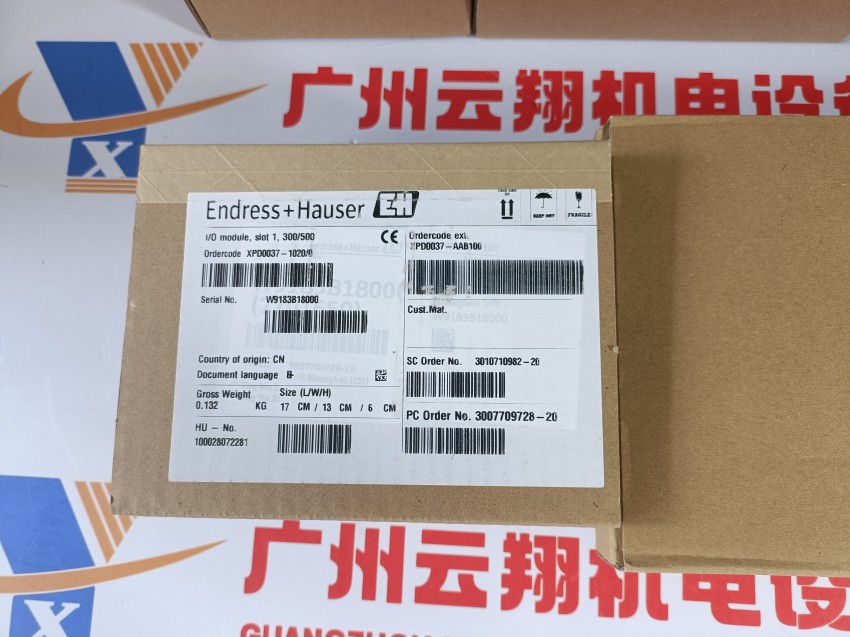 广州云翔机电设
X
Endress+Hauser EH
KEEP DRY
FRAGILE
I/O module, slot 1, 300/500
CE
Ordercode ext.
Ordercode XPD0037-1020/0
XPD0037-AAB100
Serial No. W9183B18000
Cust.Mat.
Country of origin: CN
SC Order No. 3010710982-20
Document language
Gross Weight Size (L/W/H)
0.132 KG 17 CM / 13 CM / 6 CM
PC Order No. 3007709728-20
HU - No.
100028072281
广州云翔机电设
X